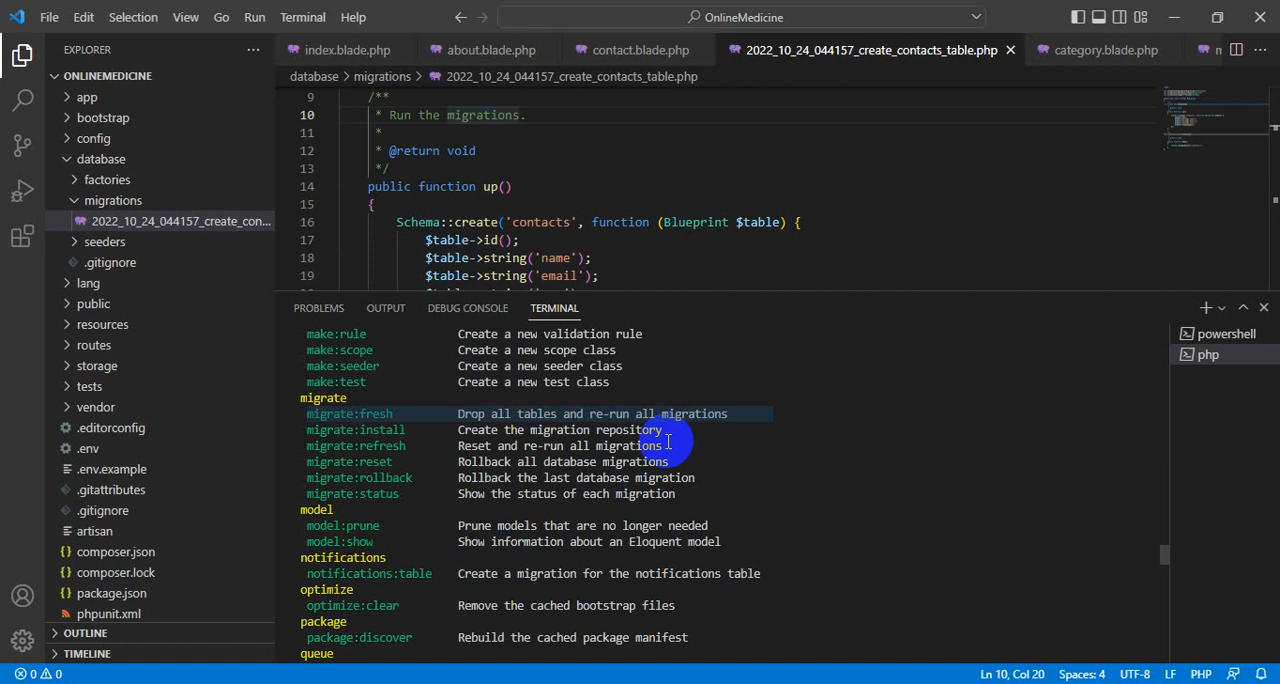 File Edit Selection View Go Run Terminal Help
OnlineMedicine
EXPLORER
index.blade.php about.blade.php contact.blade.php 2022_10_24_044157_create_contacts_table.php category.blade.php
ONLINEMEDICINE
database > migrations > 2022_10_24_044157_create_contacts_table.php
app
bootstrap
config
database
factories
migrations
2022_10_24_044157_create_con...
seeders
.gitignore
lang
public
resources
routes
storage
tests
vendor
.editorconfig
.env
.env.example
.gitattributes
.gitignore
artisan
composer.json
composer.lock
package.json
phpunit.xml
OUTLINE
TIMELINE
9 /**
10 * Run the migrations.
11 *
12 * @return void
13 */
14 public function up()
15 {
16 Schema::create('contacts', function (Blueprint $table) {
17 $table->id();
18 $table->string('name');
19 $table->string('email');
PROBLEMS OUTPUT DEBUG CONSOLE TERMINAL
powershell
php
make:rule Create a new validation rule
make:scope Create a new scope class
make:seeder Create a new seeder class
make:test Create a new test class
migrate
migrate:fresh Drop all tables and re-run all migrations
migrate:install Create the migration repository
migrate:refresh Reset and re-run all migrations
migrate:reset Rollback all database migrations
migrate:rollback Rollback the last database migration
migrate:status Show the status of each migration
model
model:prune Prune models that are no longer needed
model:show Show information about an Eloquent model
notifications
notifications:table Create a migration for the notifications table
optimize
optimize:clear Remove the cached bootstrap files
package
package:discover Rebuild the cached package manifest
queue
0 0 Ln 10, Col 20 Spaces: 4 UTF-8 LF PHP